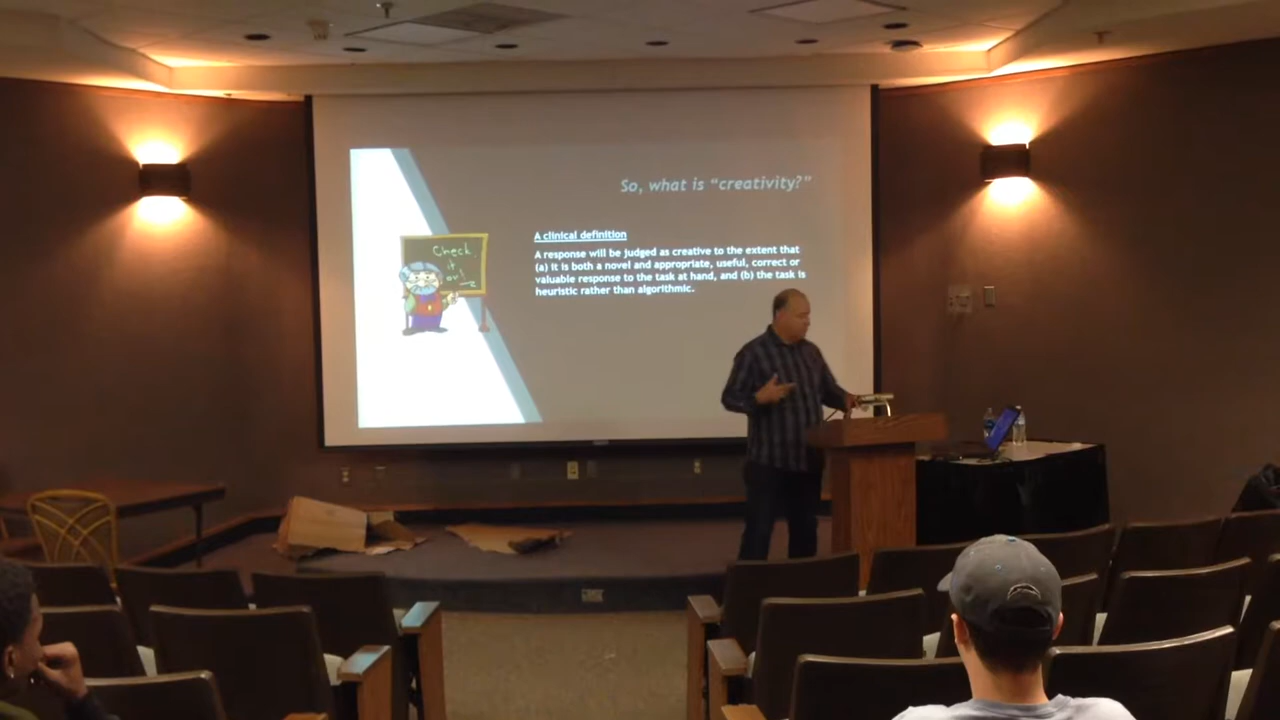 So, what is “creativity?”
A clinical definition
A response will be judged as creative to the extent that
(a) it is both a novel and appropriate, useful, correct or
valuable response to the task at hand, and (b) the task is
heuristic rather than algorithmic.
Check
it
out!